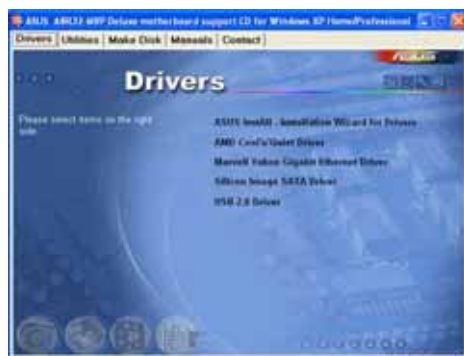 ASUS A8R32-MVP Deluxe motherboard support CD for Windows XP Home/Professional
Drivers Utilities Make Disk Manuals Contact
Drivers
Please select items on the right side
ASUS InstAll - Installation Wizard for Drivers
AMD Cool'n'Quiet Driver
Marvell Yukon Gigabit Ethernet Driver
Silicon Image SATA Driver
USB 2.0 Driver